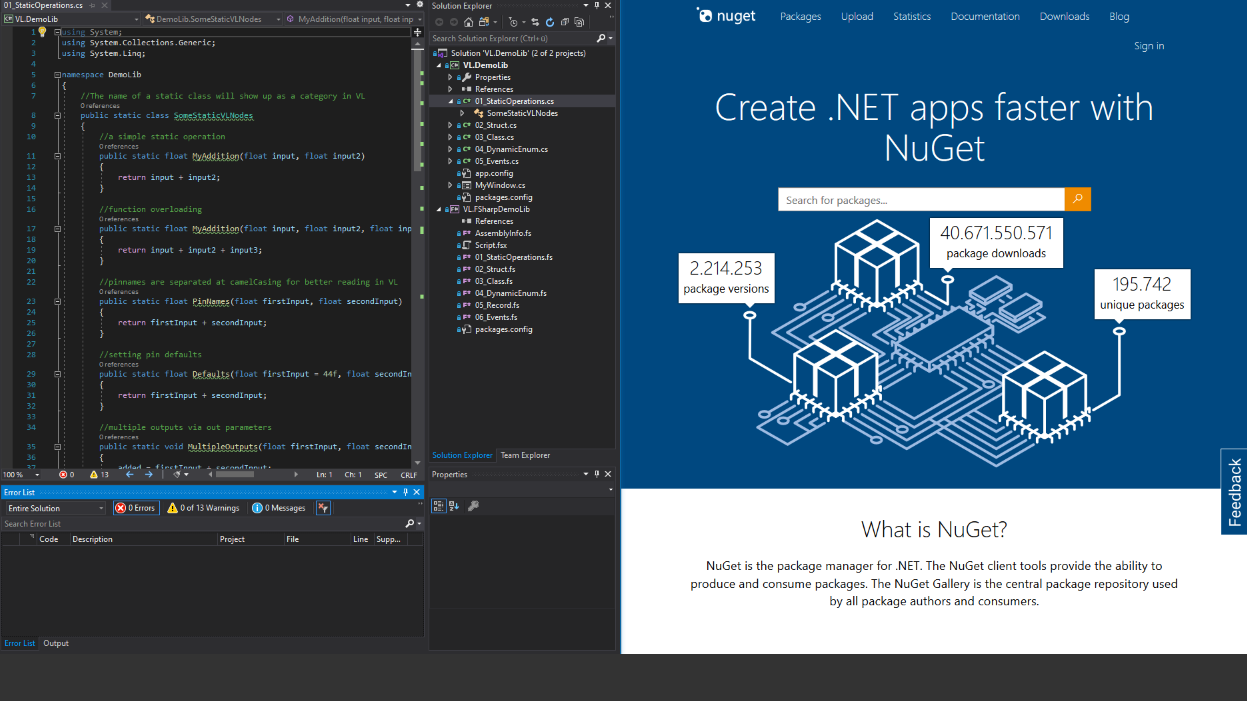 01_StaticOperations.cs
VL.DemoLib
DemoLib.SomeStaticVLNodes
MyAddition(float input, float inp
1 using System;
2 using System.Collections.Generic;
3 using System.Linq;
4
5 namespace DemoLib
6 {
7 //The name of a static class will show up as a category in VL
0 references
8 public static class SomeStaticVLNodes
9 {
10 //a simple static operation
0 references
11 public static float MyAddition(float input, float input2)
12 {
13 return input + input2;
14 }
15
16 //function overloading
0 references
17 public static float MyAddition(float input, float input2, float inp
18 {
19 return input + input2 + input3;
20 }
21
22 //pinnames are separated at camelCasing for better reading in VL
0 references
23 public static float PinNames(float firstInput, float secondInput)
24 {
25 return firstInput + secondInput;
26 }
27
28 //setting pin defaults
0 references
29 public static float Defaults(float firstInput = 44f, float secondIn
30 {
31 return firstInput + secondInput;
32 }
33
34 //multiple outputs via out parameters
0 references
35 public static void MultipleOutputs(float firstInput, float secondIn
36 {
37 added = firstInput + secondInput;
100 %
0
13
Ln: 1
Ch: 1
SPC
CRLF
Error List
Entire Solution
0 Errors
0 of 13 Warnings
0 Messages
Search Error List
Code
Description
Project
File
Line
Supp...
Error List
Output
Solution Explorer
Search Solution Explorer (Ctrl+ü)
Solution 'VL.DemoLib' (2 of 2 projects)
VL.DemoLib
Properties
References
01_StaticOperations.cs
SomeStaticVLNodes
02_Struct.cs
03_Class.cs
04_DynamicEnum.cs
05_Events.cs
app.config
MyWindow.cs
packages.config
VL.FSharpDemoLib
References
AssemblyInfo.fs
Script.fsx
01_StaticOperations.fs
02_Struct.fs
03_Class.fs
04_DynamicEnum.fs
05_Record.fs
06_Events.fs
packages.config
Solution Explorer
Team Explorer
Properties
nuget
Packages
Upload
Statistics
Documentation
Downloads
Blog
Sign in
Create .NET apps faster with
NuGet
Search for packages...
40.671.550.571
package downloads
2.214.253
package versions
195.742
unique packages
Feedback
What is NuGet?
NuGet is the package manager for .NET. The NuGet client tools provide the ability to
produce and consume packages. The NuGet Gallery is the central package repository used
by all package authors and consumers.